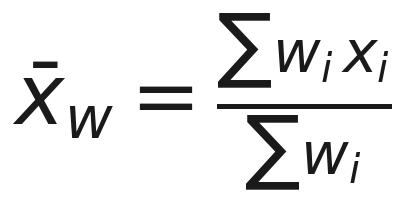 x̄_w = ∑w_i x_i / ∑w_i